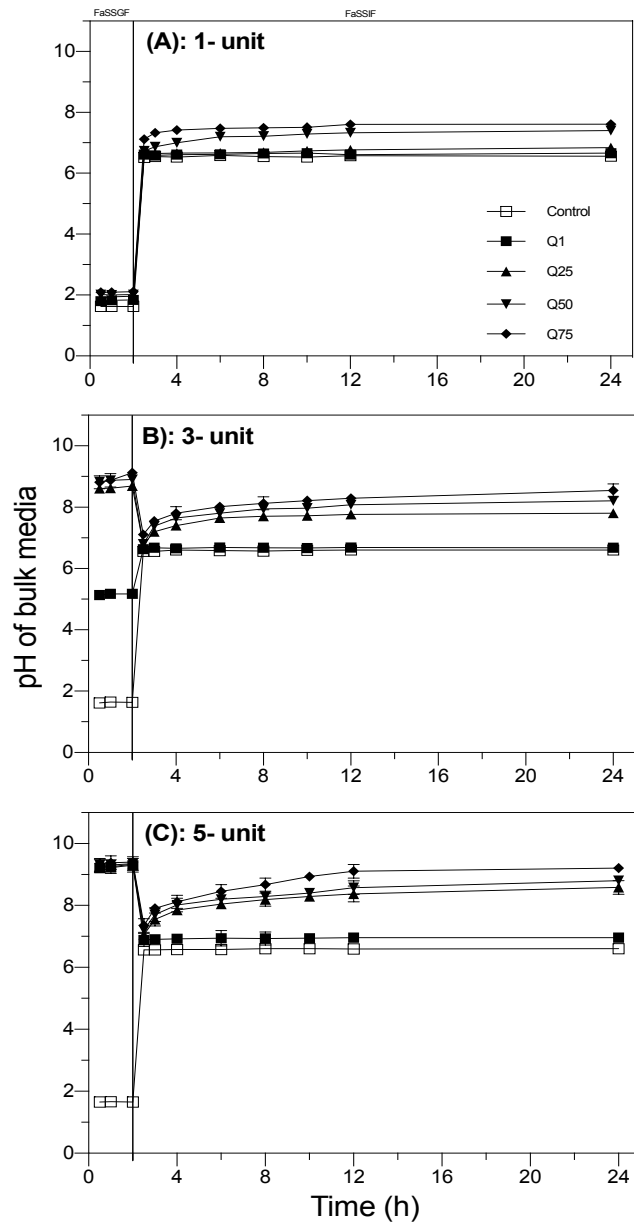 FaSSGF FaSSIF
(A): 1- unit
10
8
6
4
2
0
Control
Q1
Q25
Q50
Q75
0 4 8 12 16 20 24
B): 3- unit
10
8
6
4
2
0
0 4 8 12 16 20 24
pH of bulk media
(C): 5- unit
10
8
6
4
2
0
0 4 8 12 16 20 24
Time (h)